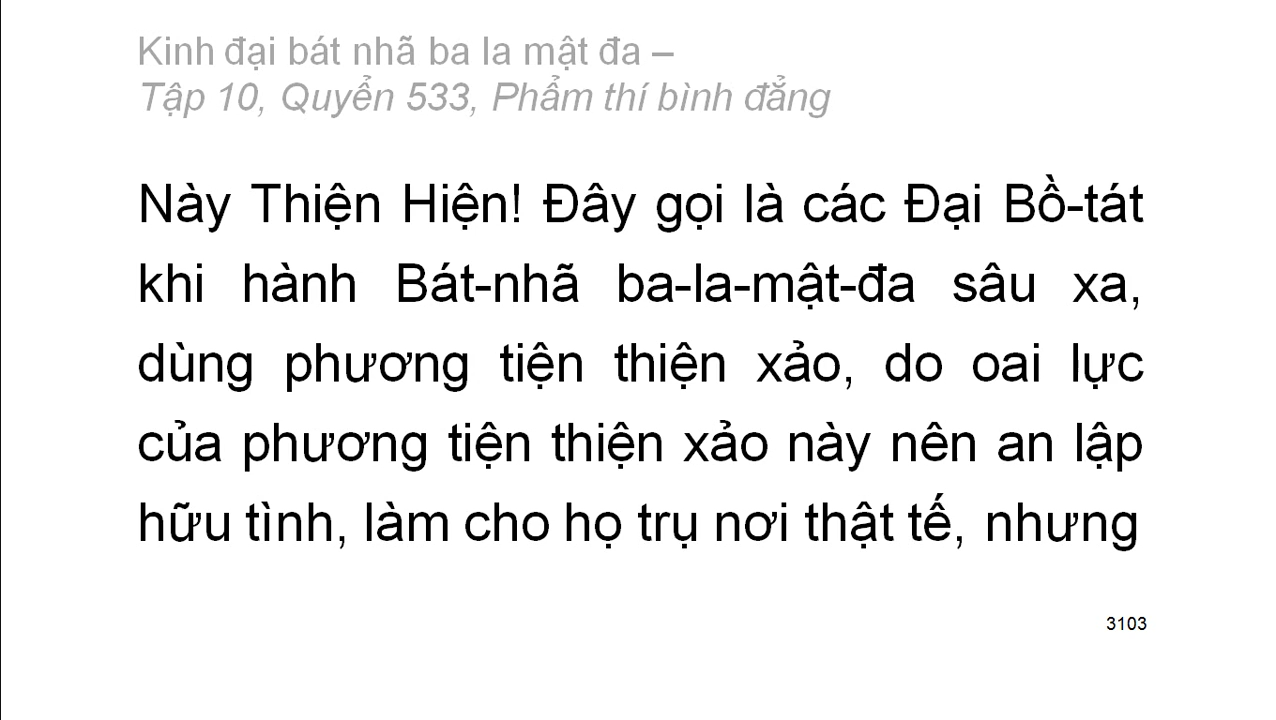 Kinh đại bát nhã ba la mật đa –
Tập 10, Quyển 533, Phẩm thí bình đẳng
Này Thiện Hiện! Đây gọi là các Đại Bồ-tát
khi hành Bát-nhã ba-la-mật-đa sâu xa,
dùng phương tiện thiện xảo, do oai lực
của phương tiện thiện xảo này nên an lập
hữu tình, làm cho họ trụ nơi thật tế, nhưng
3103